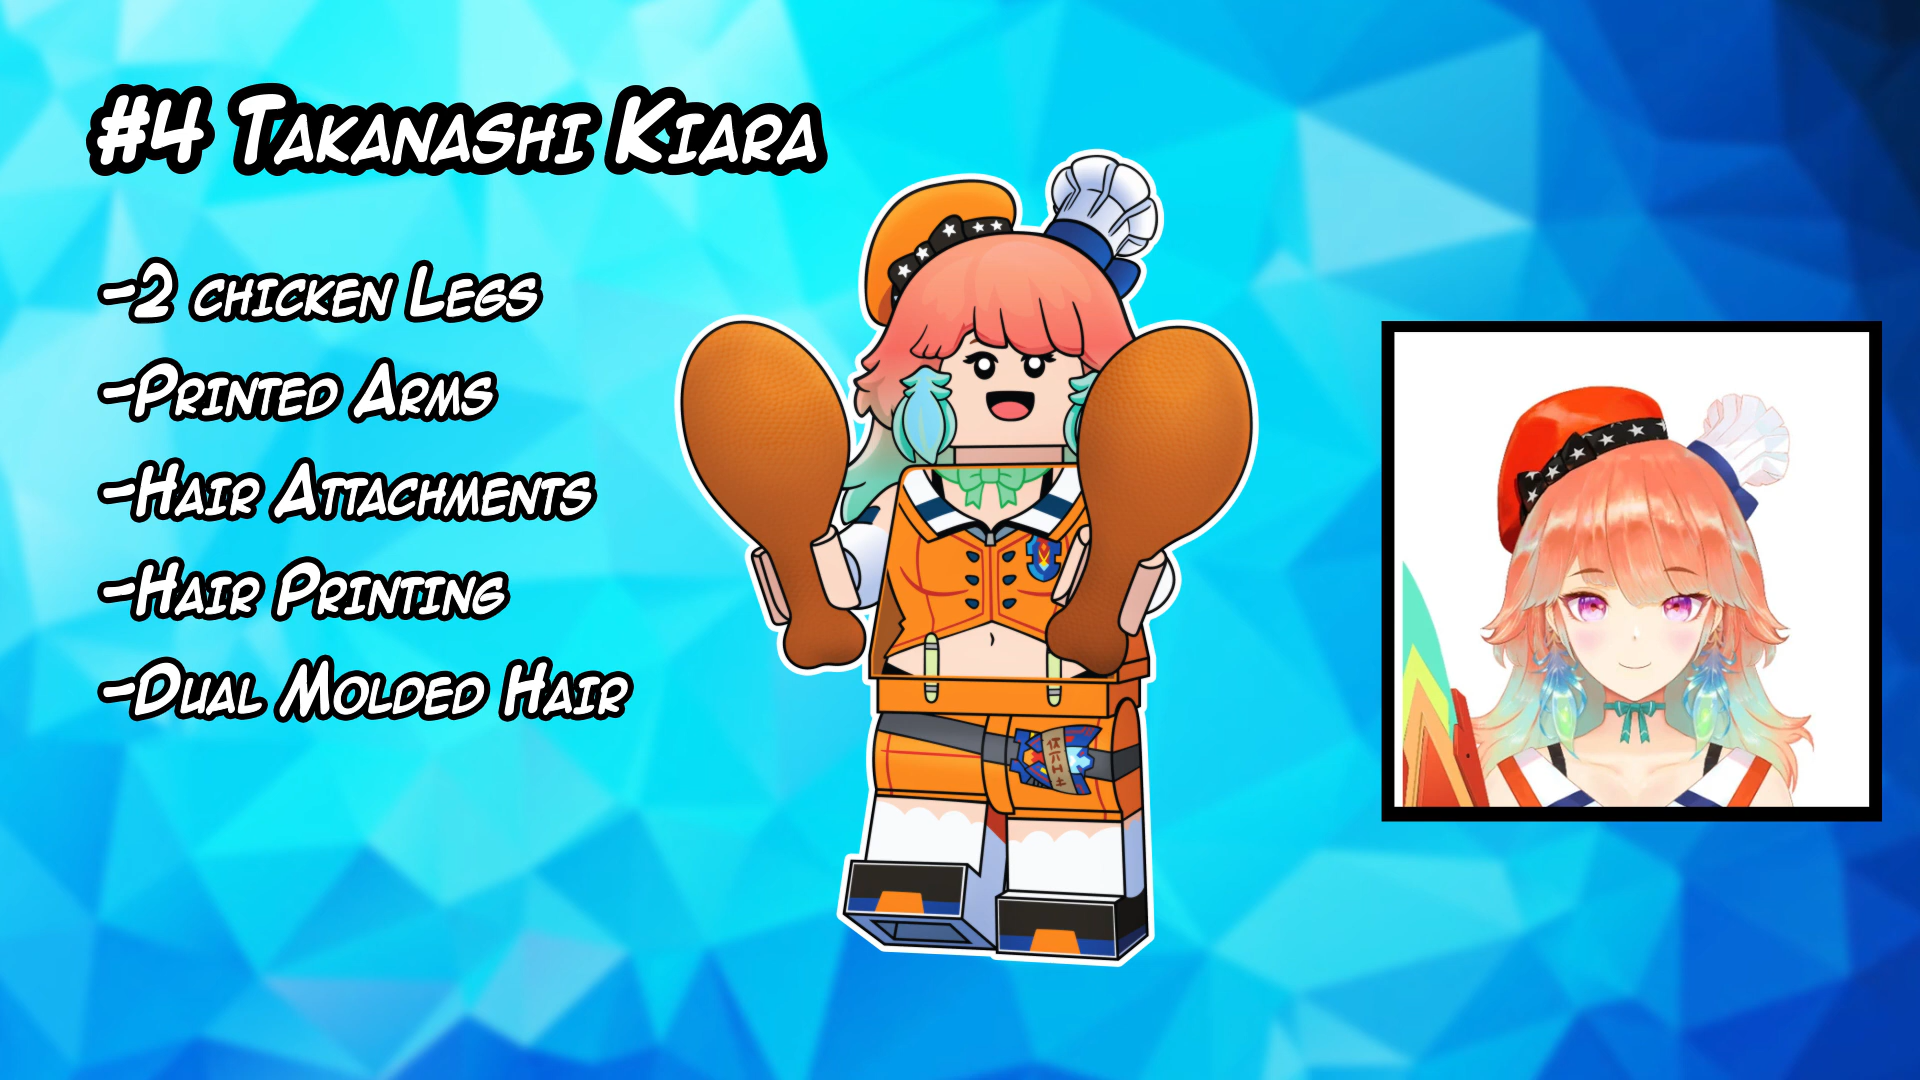 #4 Takanashi Kiara
-2 chicken Legs
-Printed Arms
-Hair Attachments
-Hair Printing
-Dual Molded Hair